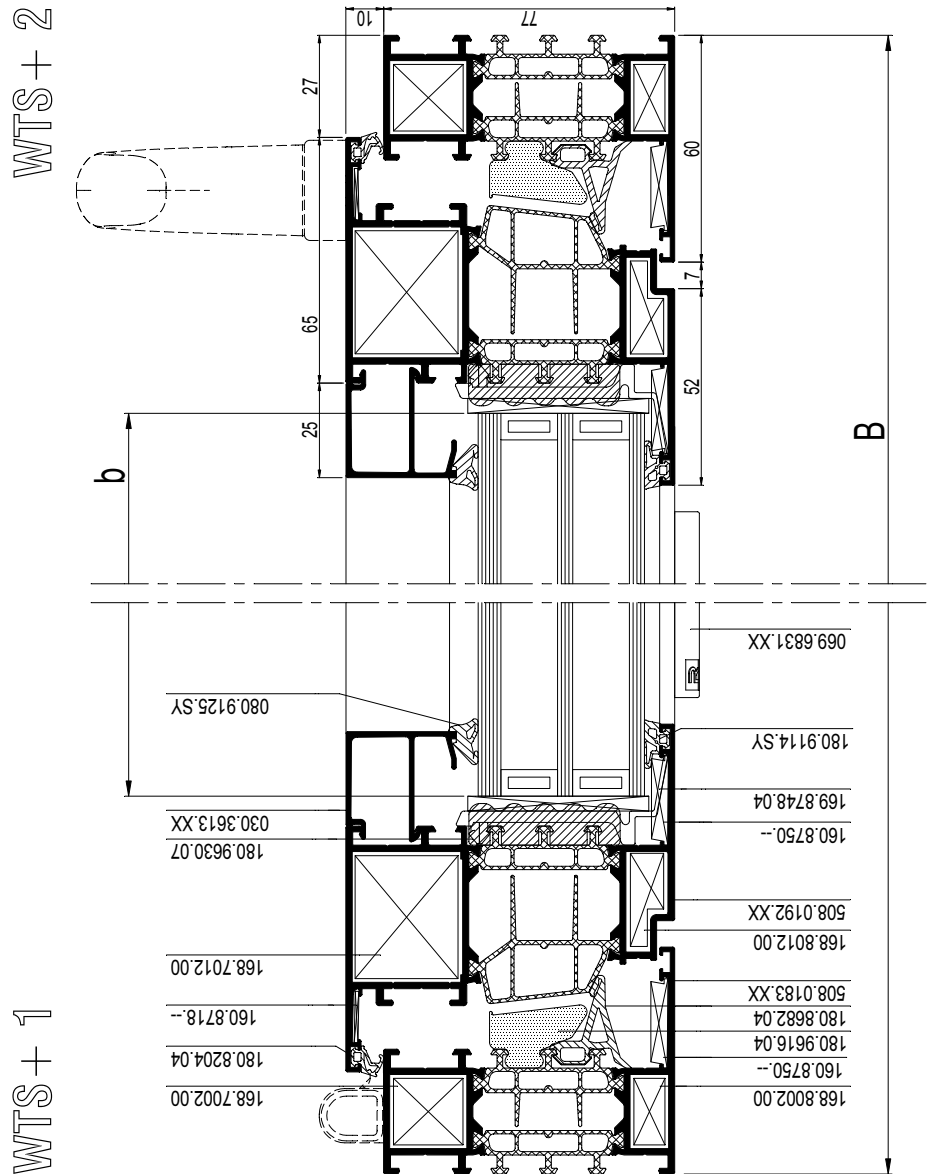 WTS + 2
10
77
27
60
7
65
52
25
b
B
069.6831.XX
R
080.9125.SY
180.9114.SY
169.8748.04
030.3613.XX
160.8750.--
180.9630.07
508.0192.XX
168.8012.00
168.7012.00
508.0183.XX
160.8718.--
180.8682.04
180.9616.04
180.8204.04
160.8750.--
168.7002.00
168.8002.00
WTS + 1